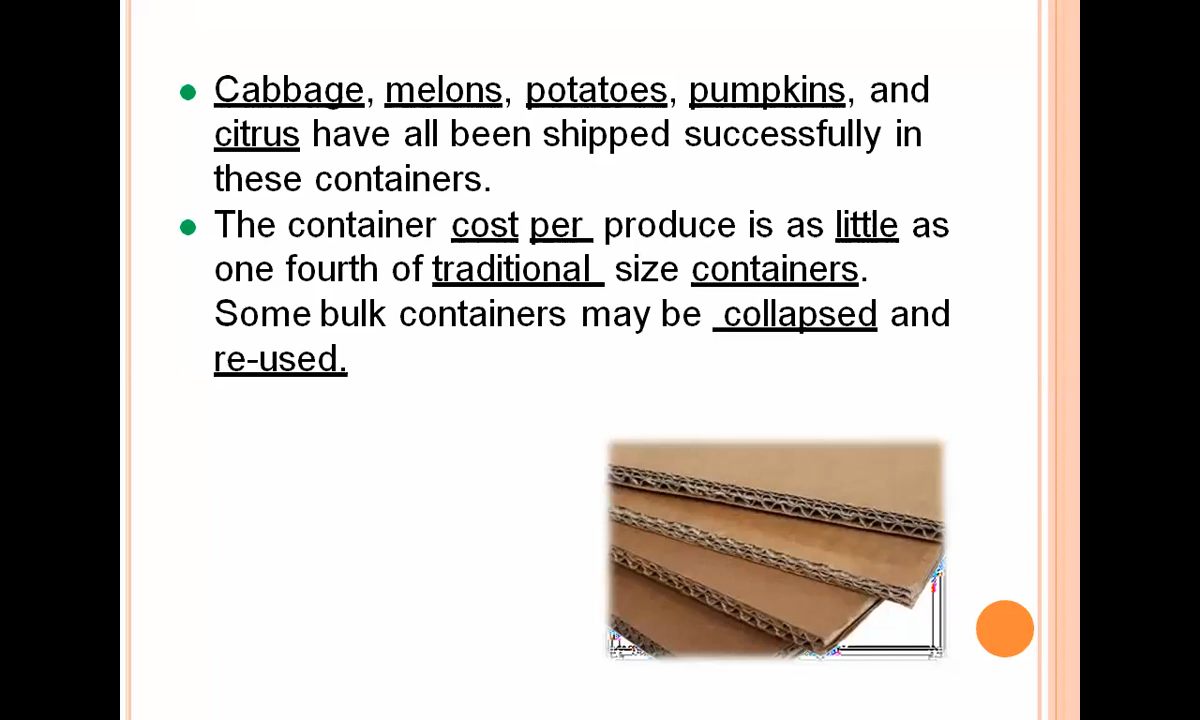 Cabbage, melons, potatoes, pumpkins, and
citrus have all been shipped successfully in
these containers.
The container cost per produce is as little as
one fourth of traditional size containers.
Some bulk containers may be collapsed and
re-used.